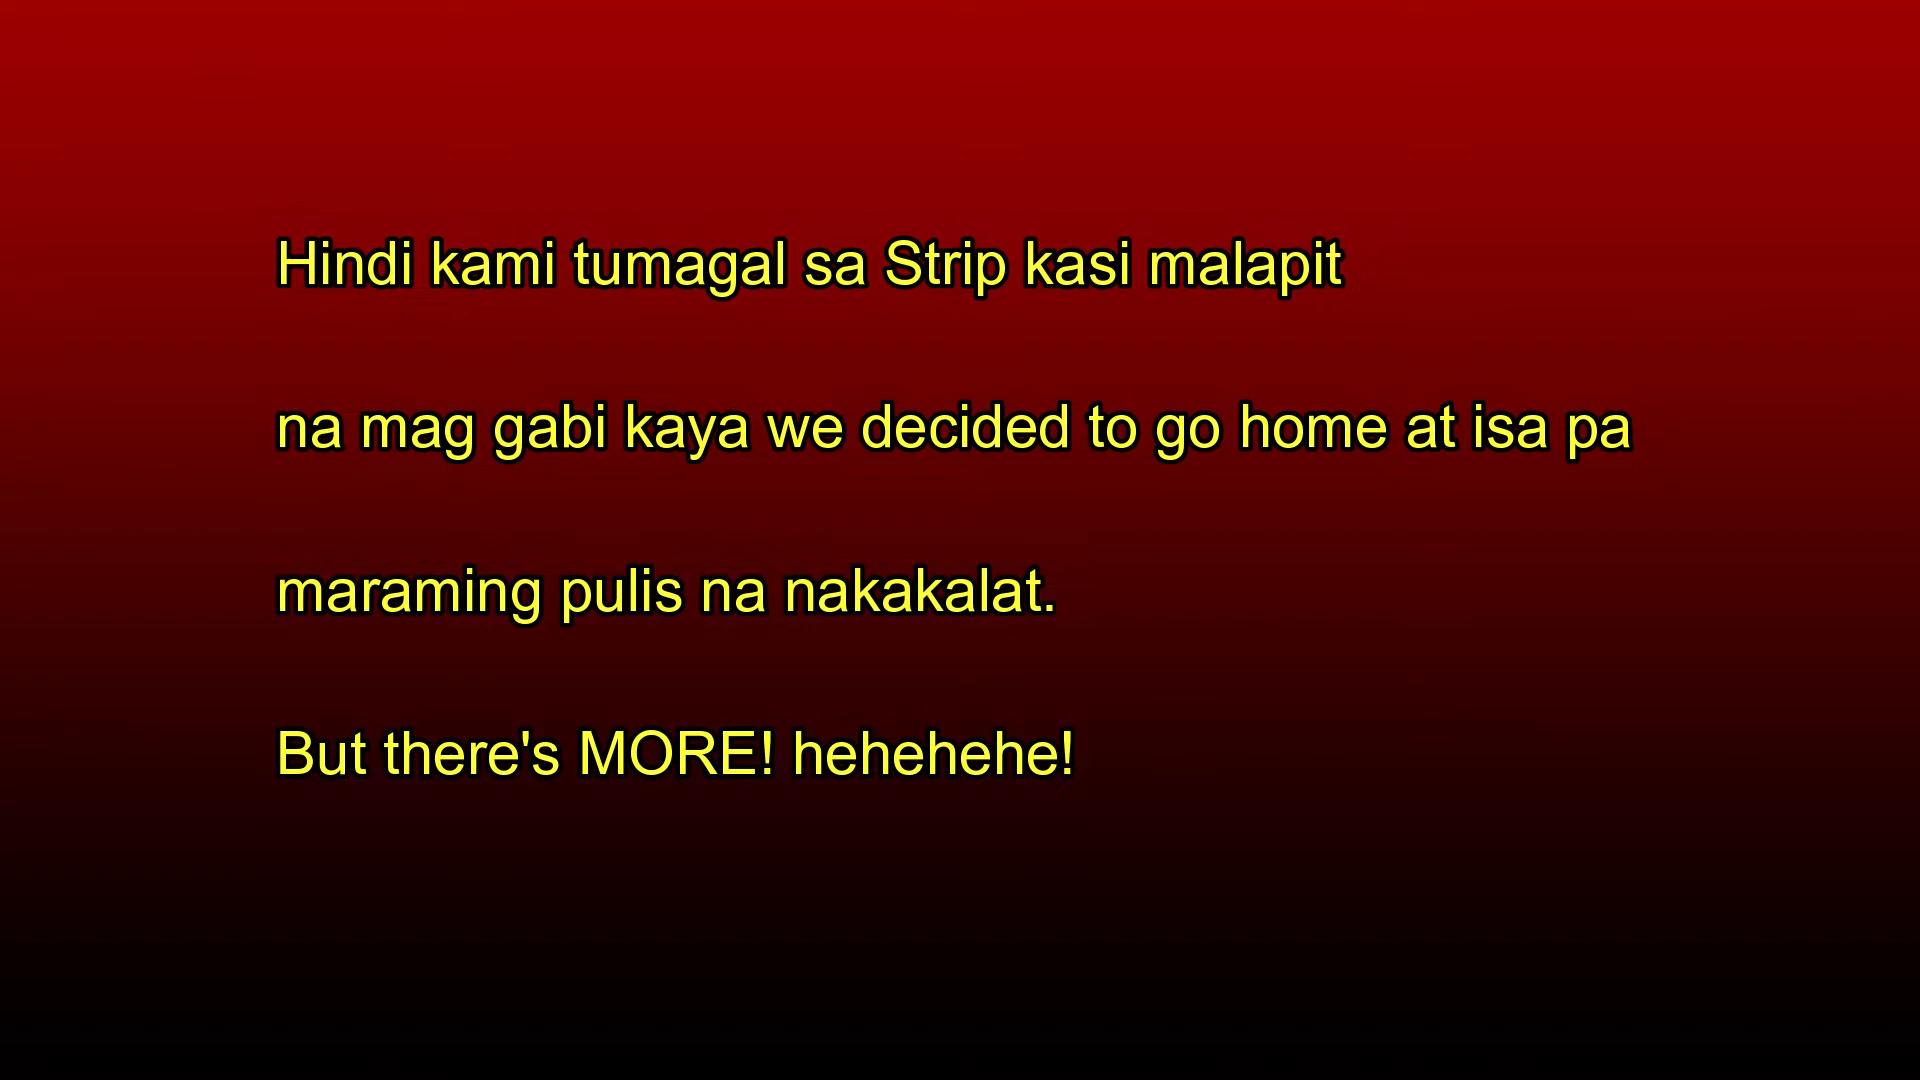 Hindi kami tumagal sa Strip kasi malapit
na mag gabi kaya we decided to go home at isa pa
maraming pulis na nakakalat.
But there's MORE! hehehehe!